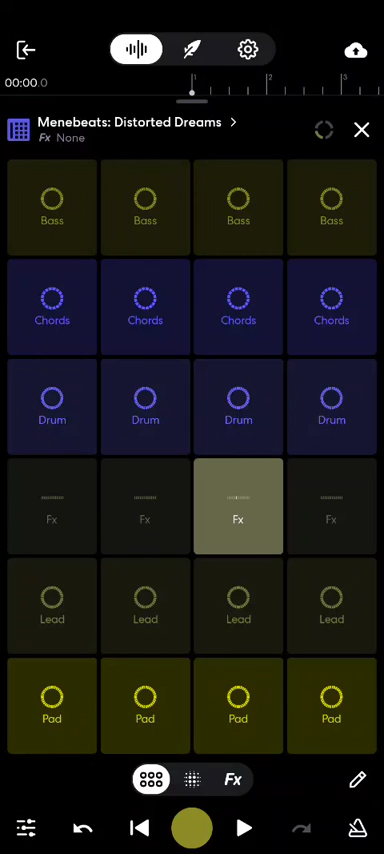 00:00.0
1
2
3
Menebeats: Distorted Dreams
Fx None
Bass Bass Bass Bass
Chords Chords Chords Chords
Drum Drum Drum Drum
Fx Fx Fx Fx
Lead Lead Lead Lead
Pad Pad Pad Pad
Fx